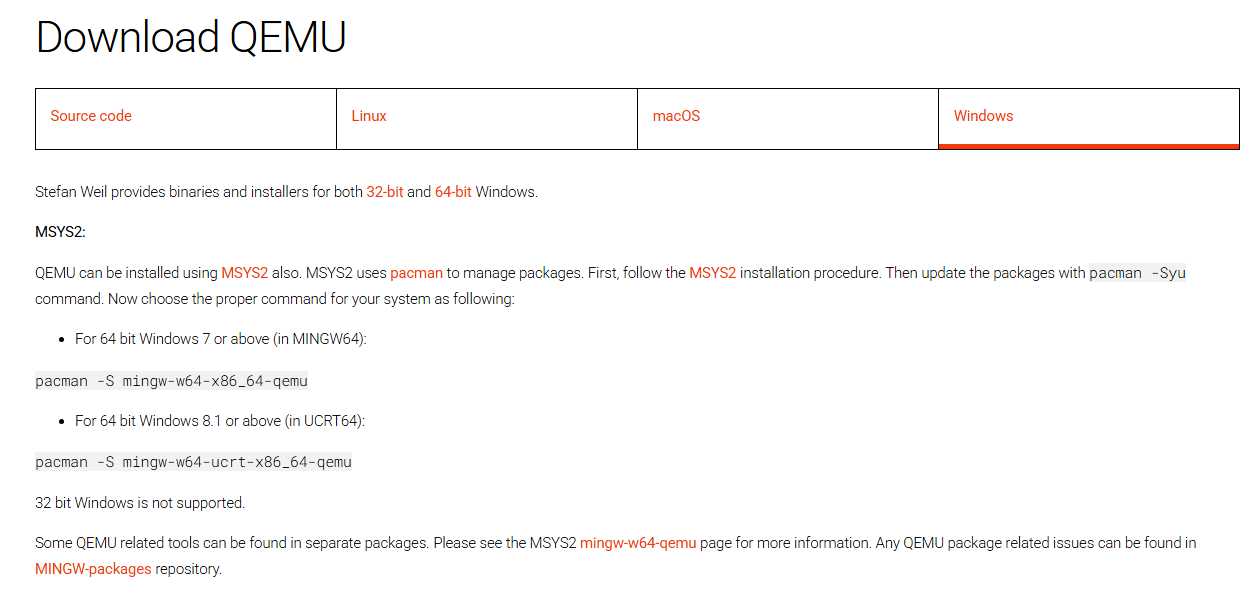 Download QEMU
Source code
Linux
macOS
Windows
Stefan Weil provides binaries and installers for both 32-bit and 64-bit Windows.
MSYS2:
QEMU can be installed using MSYS2 also. MSYS2 uses pacman to manage packages. First, follow the MSYS2 installation procedure. Then update the packages with pacman -Syu
command. Now choose the proper command for your system as following:
• For 64 bit Windows 7 or above (in MINGW64):
pacman -S mingw-w64-x86_64-qemu
• For 64 bit Windows 8.1 or above (in UCRT64):
pacman -S mingw-w64-ucrt-x86_64-qemu
32 bit Windows is not supported.
Some QEMU related tools can be found in separate packages. Please see the MSYS2 mingw-w64-qemu page for more information. Any QEMU package related issues can be found in
MINGW-packages repository.